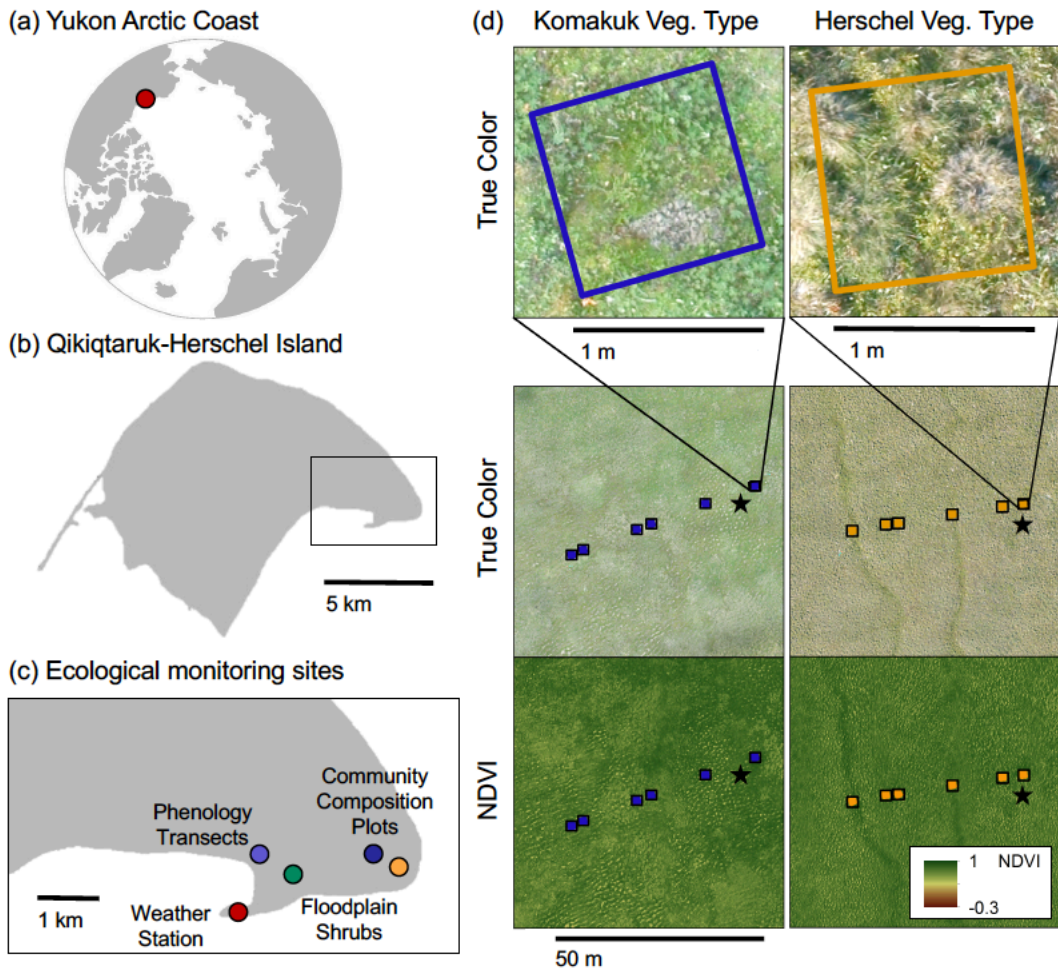 (a) Yukon Arctic Coast
(b) Qikiqtaruk-Herschel Island
5 km
(c) Ecological monitoring sites
Phenology
Transects
Community
Composition
Plots
1 km
Weather
Station
Floodplain
Shrubs
(d)
Komakuk Veg. Type
Herschel Veg. Type
True Color
1 m
1 m
True Color
NDVI
1
NDVI
-0.3
50 m